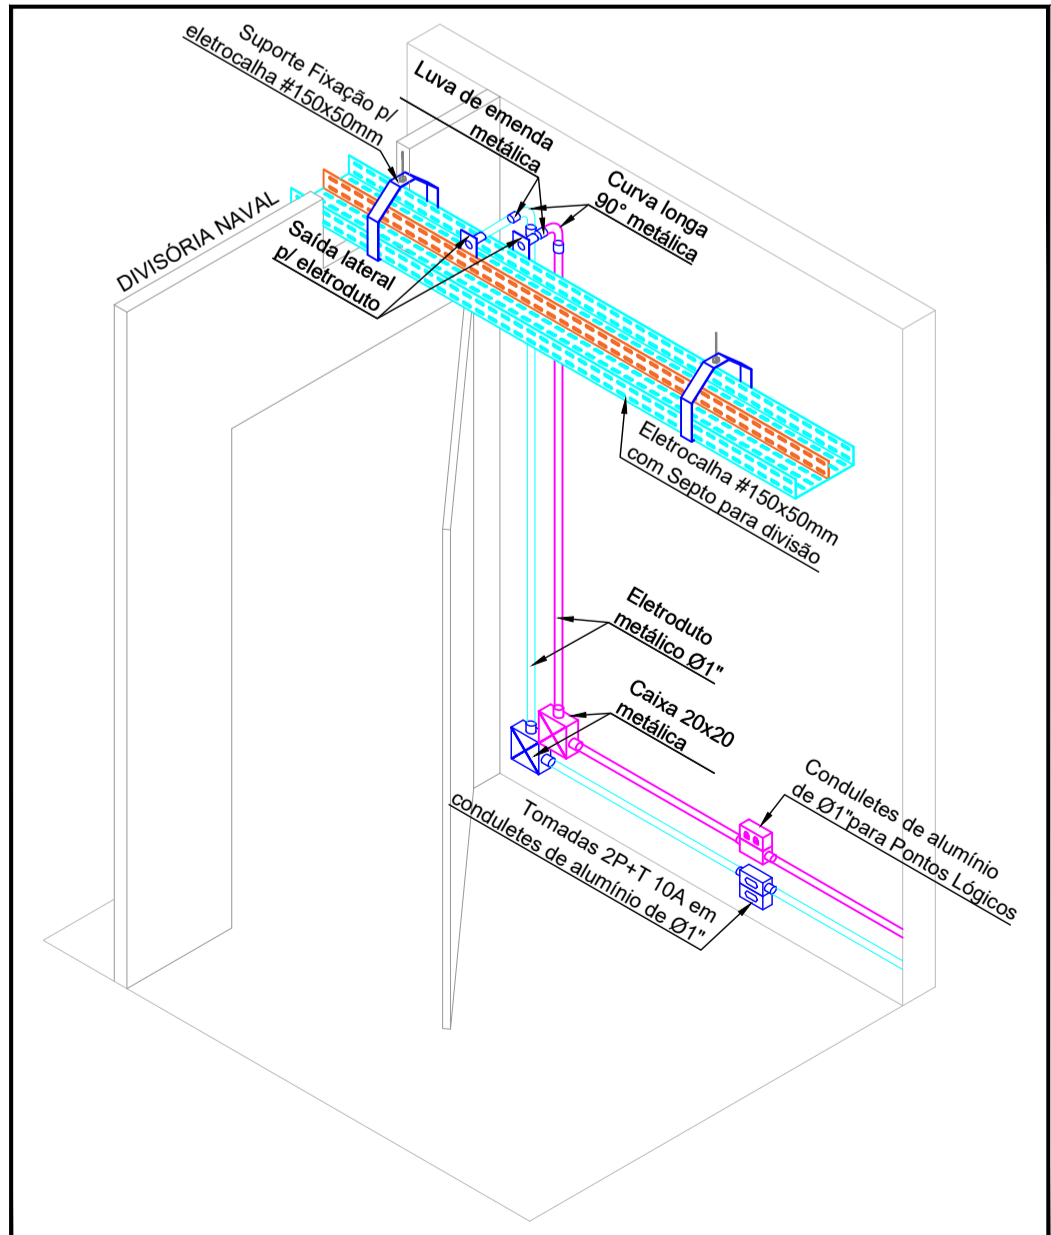 Suporte Fixação p/
eletrocalha #150x50mm
Luva de emenda
metálica
Curva longa
90° metálica
DIVISÓRIA NAVAL
Saída lateral
p/ eletroduto
Eletrocalha #150x50mm
com Septo para divisão
Eletroduto
metálico Ø1"
Caixa 20x20
metálica
Conduletes de alumínio
de Ø1"para Pontos Lógicos
Tomadas 2P+T 10A em
conduletes de alumínio de Ø1"